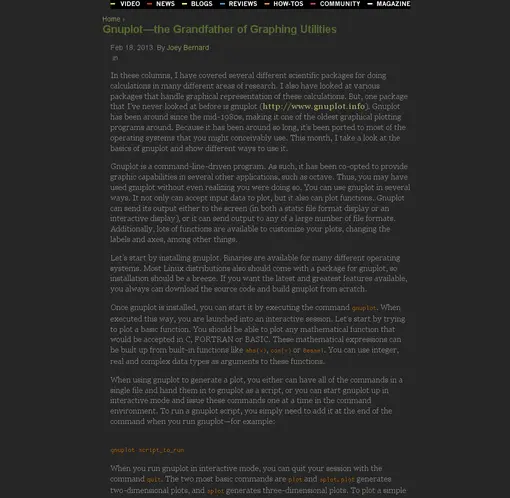 VIDEO NEWS BLOGS REVIEWS HOW-TOS COMMUNITY MAGAZINE
Home ›
Gnuplot—the Grandfather of Graphing Utilities
Feb 18, 2013 By Joey Bernard
in
In these columns, I have covered several different scientific packages for doing
calculations in many different areas of research. I also have looked at various
packages that handle graphical representation of these calculations. But, one package
that I've never looked at before is gnuplot (http://www.gnuplot.info). Gnuplot
has been around since the mid-1980s, making it one of the oldest graphical plotting
programs around. Because it has been around so long, it's been ported to most of the
operating systems that you might conceivably use. This month, I take a look at the
basics of gnuplot and show different ways to use it.
Gnuplot is a command-line-driven program. As such, it has been co-opted to provide
graphic capabilities in several other applications, such as octave. Thus, you may have
used gnuplot without even realizing you were doing so. You can use gnuplot in several
ways. It not only can accept input data to plot, but it also can plot functions. Gnuplot
can send its output either to the screen (in both a static file format display or an
interactive display), or it can send output to any of a large number of file formats.
Additionally, lots of functions are available to customize your plots, changing the
labels and axes, among other things.
Let's start by installing gnuplot. Binaries are available for many different operating
systems. Most Linux distributions also should come with a package for gnuplot, so
installation should be a breeze. If you want the latest and greatest features available,
you always can download the source code and build gnuplot from scratch.
Once gnuplot is installed, you can start it by executing the command gnuplot. When
executed this way, you are launched into an interactive session. Let's start by trying
to plot a basic function. You should be able to plot any mathematical function that
would be accepted in C, FORTRAN or BASIC. These mathematical expressions can
be built up from built-in functions like abs(x), cos(x) or Bessel. You can use integer,
real and complex data types as arguments to these functions.
When using gnuplot to generate a plot, you either can have all of the commands in a
single file and hand them in to gnuplot as a script, or you can start gnuplot up in
interactive mode and issue these commands one at a time in the command
environment. To run a gnuplot script, you simply need to add it at the end of the
command when you run gnuplot—for example:
gnuplot script_to_run
When you run gnuplot in interactive mode, you can quit your session with the
command quit. The two most basic commands are plot and splot. plot generates
two-dimensional plots, and splot generates three-dimensional plots. To plot a simple